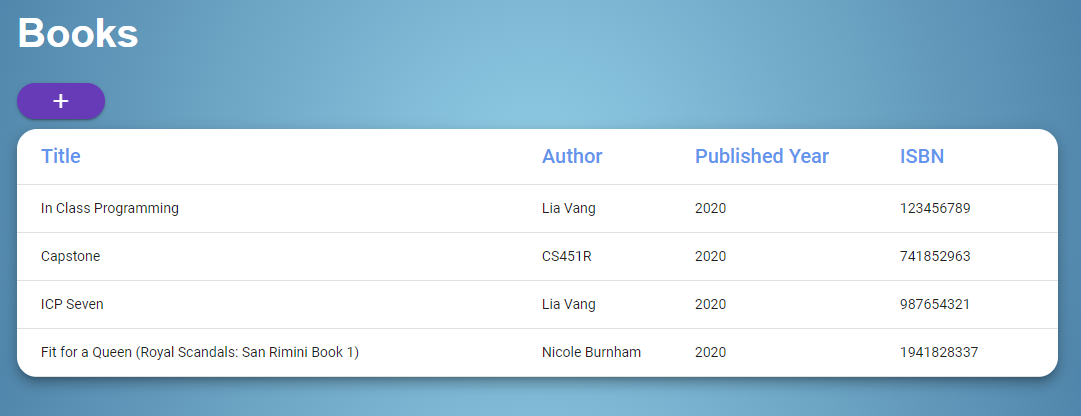 Books
+
Title Author Published Year ISBN
In Class Programming Lia Vang 2020 123456789
Capstone CS451R 2020 741852963
ICP Seven Lia Vang 2020 987654321
Fit for a Queen (Royal Scandals: San Rimini Book 1) Nicole Burnham 2020 1941828337